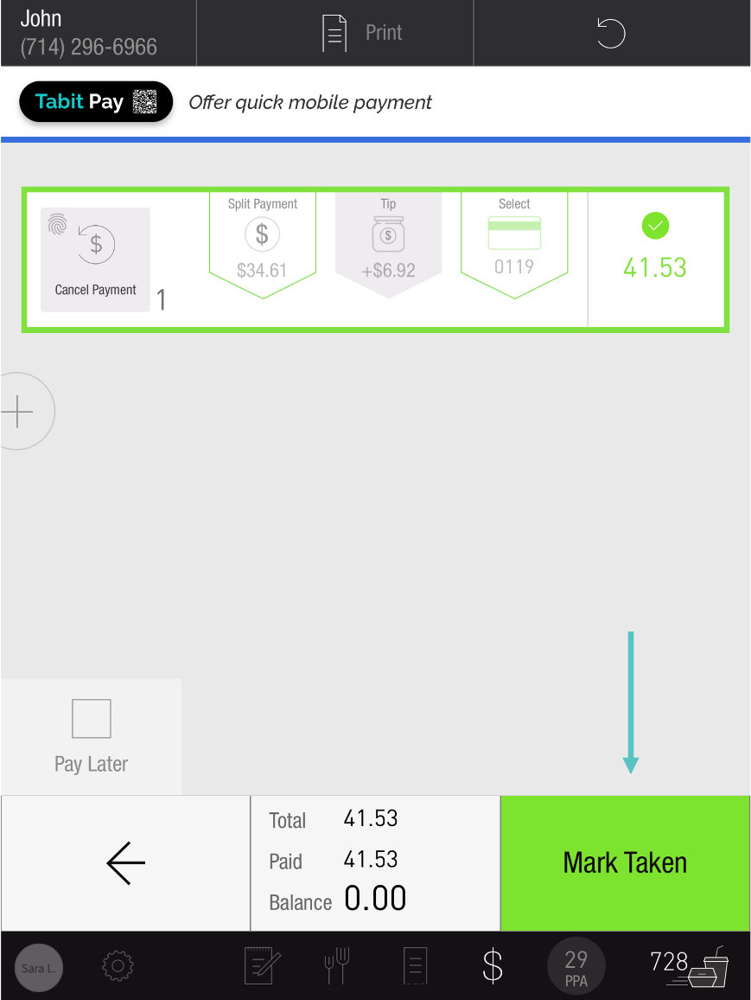 John
(714) 296-6966
Print
Tabit Pay
Offer quick mobile payment
Cancel Payment
1
Split Payment
$
$34.61
Tip
$
+$6.92
Select
0119
41.53
$
Pay Later
Total 41.53
Paid 41.53
Balance 0.00
Mark Taken
Sara L.
$
29
PPA
728